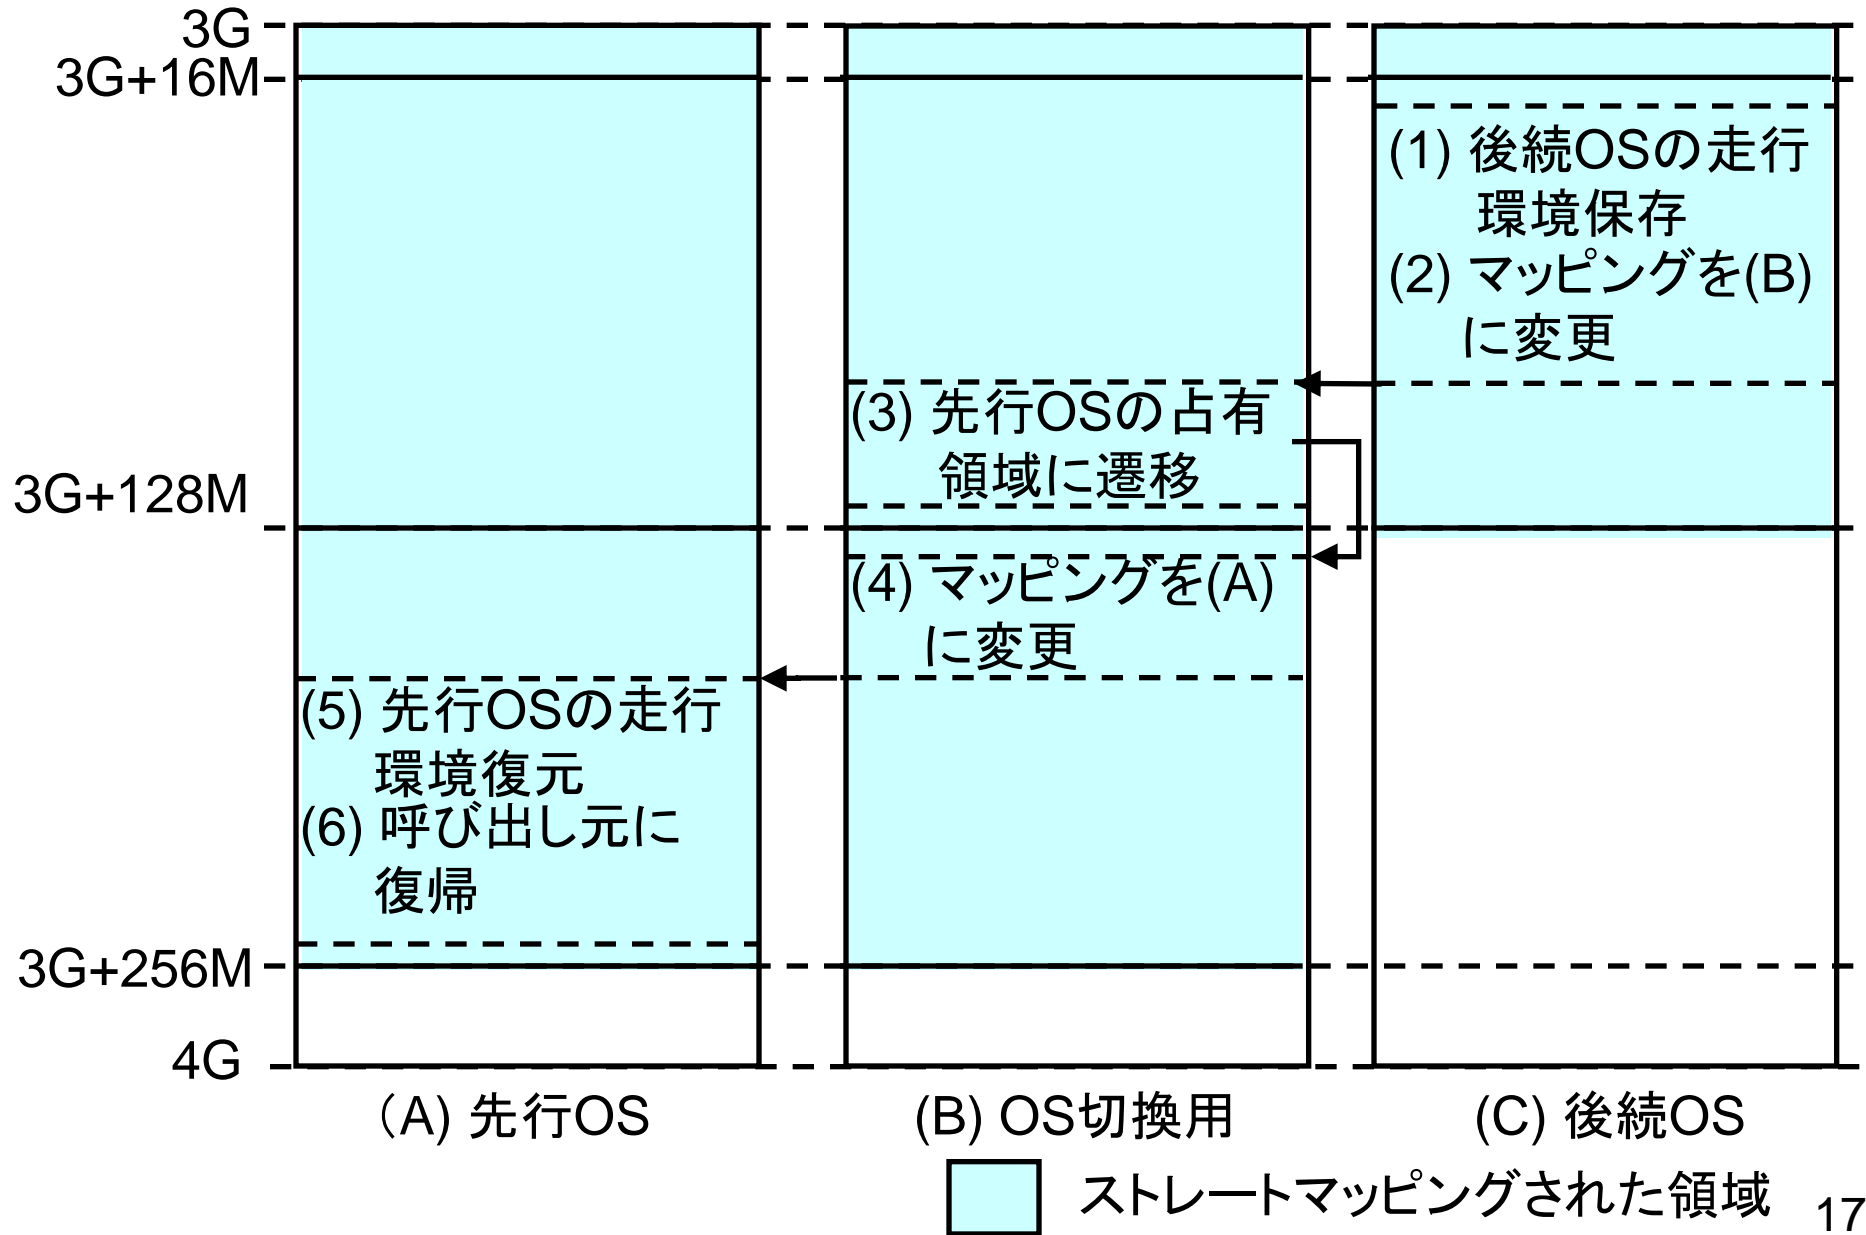 3G
3G+16M
3G+128M
3G+256M
4G
(1) 後続OSの走行
環境保存
(2) マッピングを(B)
に変更
(3) 先行OSの占有
領域に遷移
(4) マッピングを(A)
に変更
(5) 先行OSの走行
環境復元
(6) 呼び出し元に
復帰
(A) 先行OS
(B) OS切換用
(C) 後続OS
ストレートマッピングされた領域
17